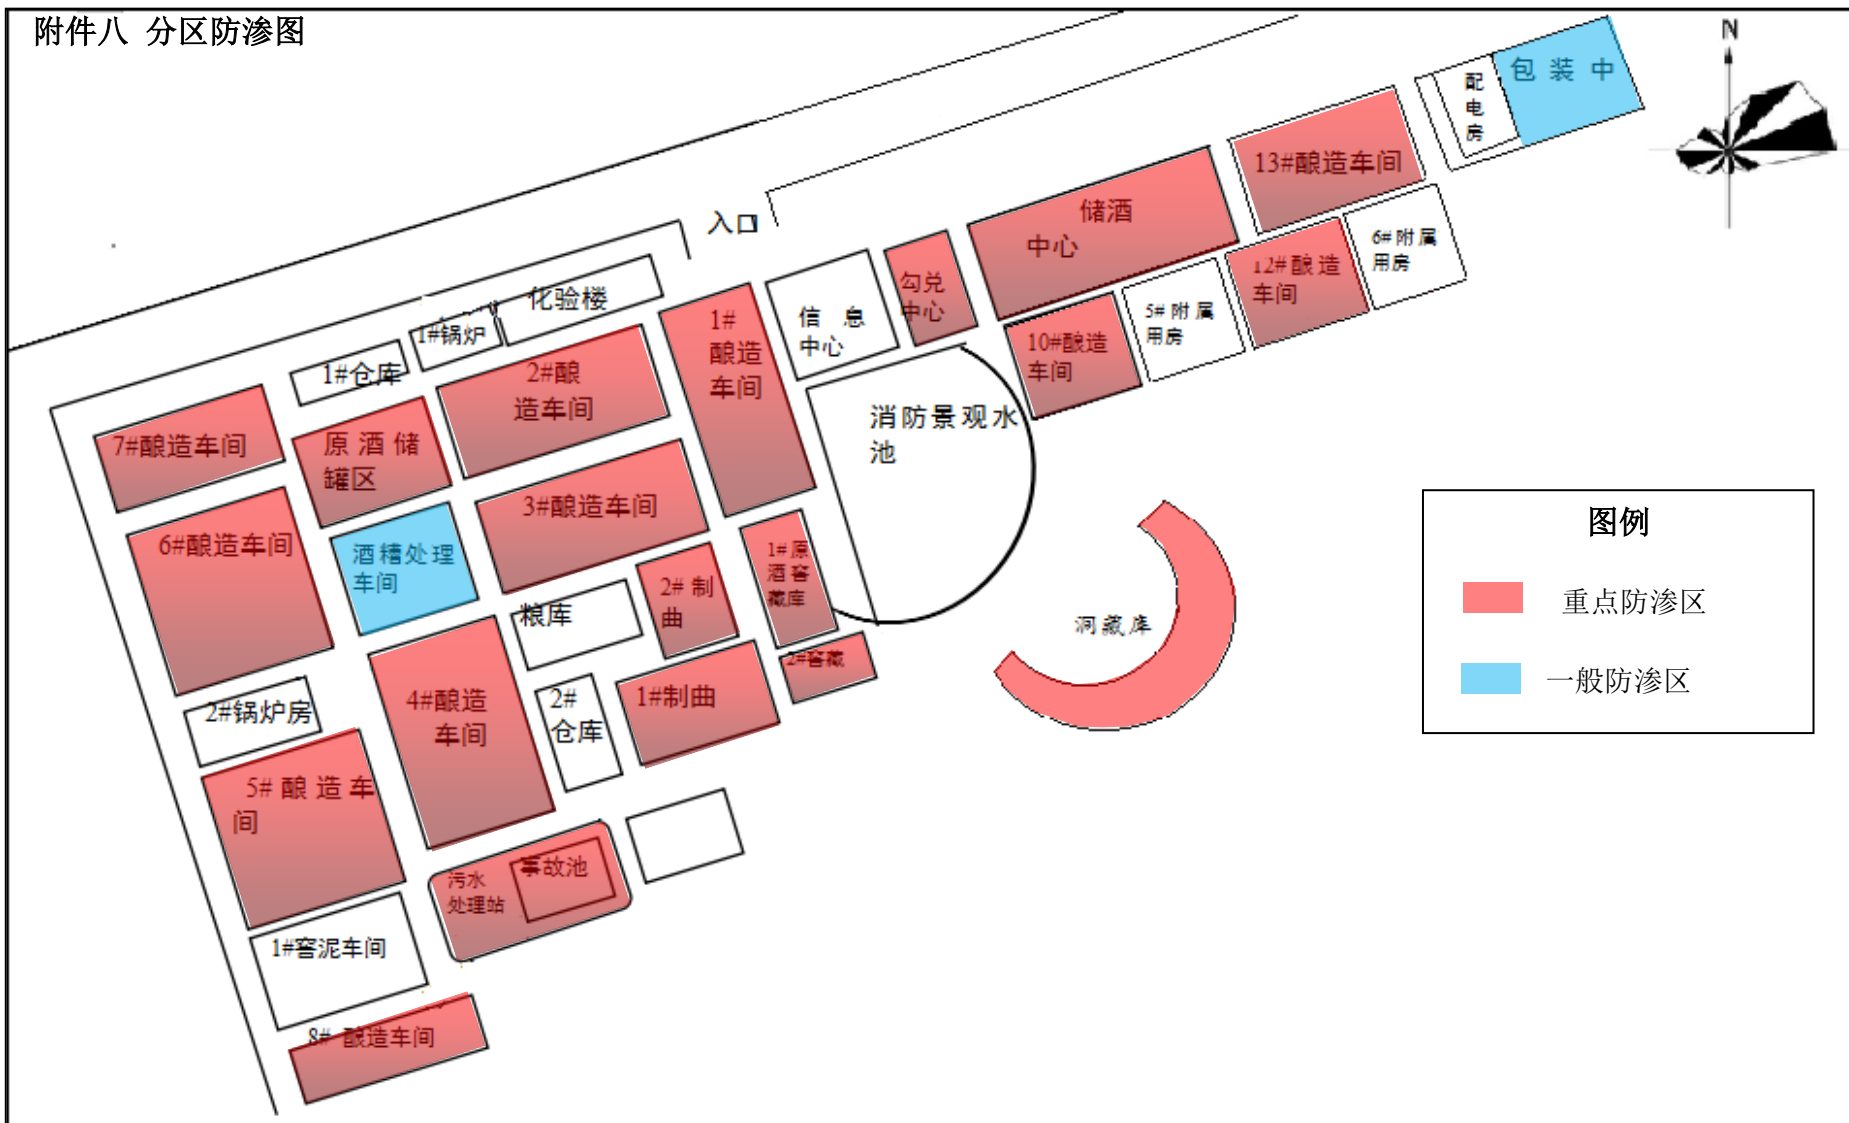 附件八 分区防渗图
N
包 装 中
配
电
房
13#酿造车间
储酒
中心
入口
6# 附 属
用房
12# 酿 造
车间
勾兑
中心
化验楼
信 息
中心
5# 附 属
用房
1#锅炉
1#
酿造
车间
10#酿造
车间
1#仓库
2#酿
造车间
消防景观水
池
7#酿造车间
原 酒 储
罐区
3#酿造车间
6#酿造车间
酒糟处理
车间
1# 原
酒 窖
藏库
2# 制
曲
粮库
洞藏库
2#窖藏
图例
重点防渗区
一般防渗区
2#锅炉房
4#酿造
车间
2#
仓库
1#制曲
5# 酿 造 车
间
污水
处理站
事故池
1#窖泥车间
8# 酿造车间